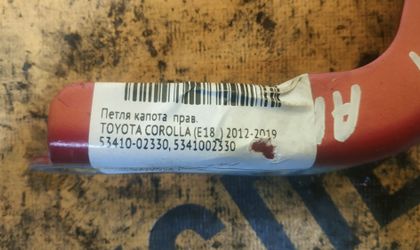 Петля капота прав.
TOYOTA COROLLA (E18 ) 2012-2019
53410-02330, 5341002330